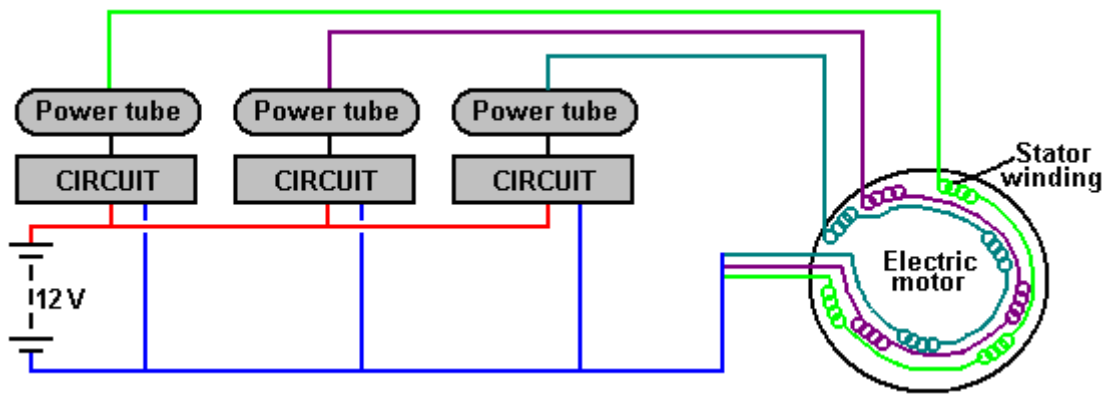 Power tube
Power tube
Power tube
CIRCUIT
CIRCUIT
CIRCUIT
Stator
winding
12 V
Electric
motor